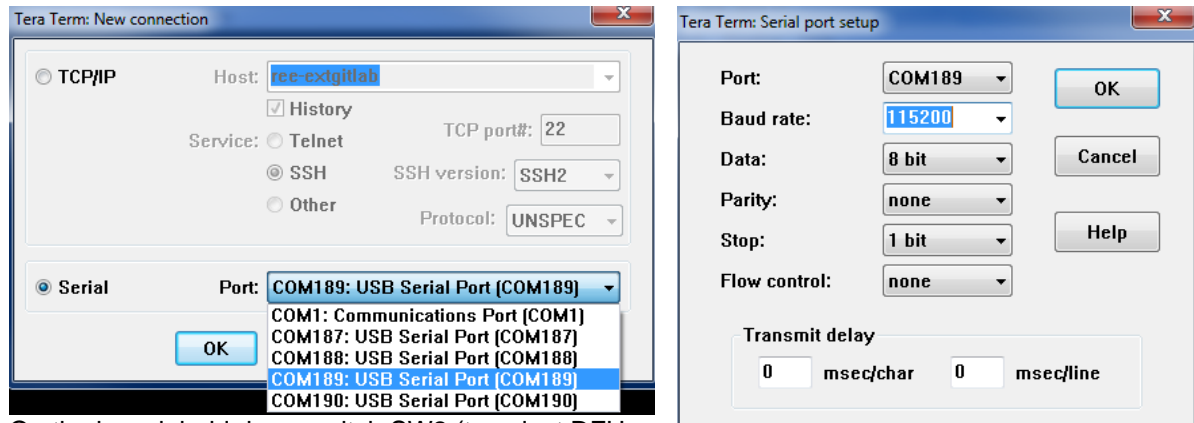 Tera Term: New connection
TCP/IP
Host: ree-extgitlab
History
Service: Telnet
TCP port#: 22
SSH
SSH version: SSH2
Other
Protocol: UNSPEC
Serial
Port: COM189: USB Serial Port (COM189)
COM1: Communications Port (COM1)
COM187: USB Serial Port (COM187)
COM188: USB Serial Port (COM188)
COM189: USB Serial Port (COM189)
COM190: USB Serial Port (COM190)
OK
Tera Term: Serial port setup
Port: COM189
OK
Baud rate: 115200
Data: 8 bit
Cancel
Parity: none
Stop: 1 bit
Help
Flow control: none
Transmit delay
0 msec/char 0 msec/line